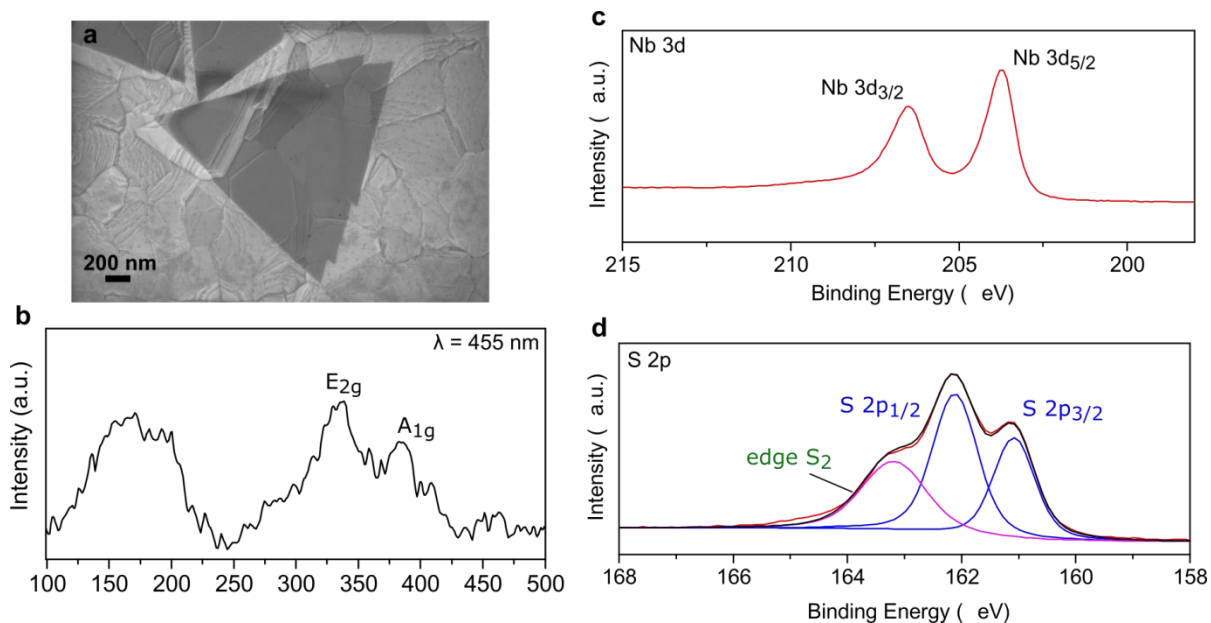 a
200 nm
b
λ = 455 nm
E2g
A1g
Intensity (a.u.)
100 150 200 250 300 350 400 450 500
c
Nb 3d
Nb 3d5/2
Nb 3d3/2
Intensity ( a.u.)
215 210 205 200
Binding Energy ( eV)
d
S 2p
S 2p1/2
S 2p3/2
edge S2
Intensity ( a.u.)
168 166 164 162 160 158
Binding Energy ( eV)